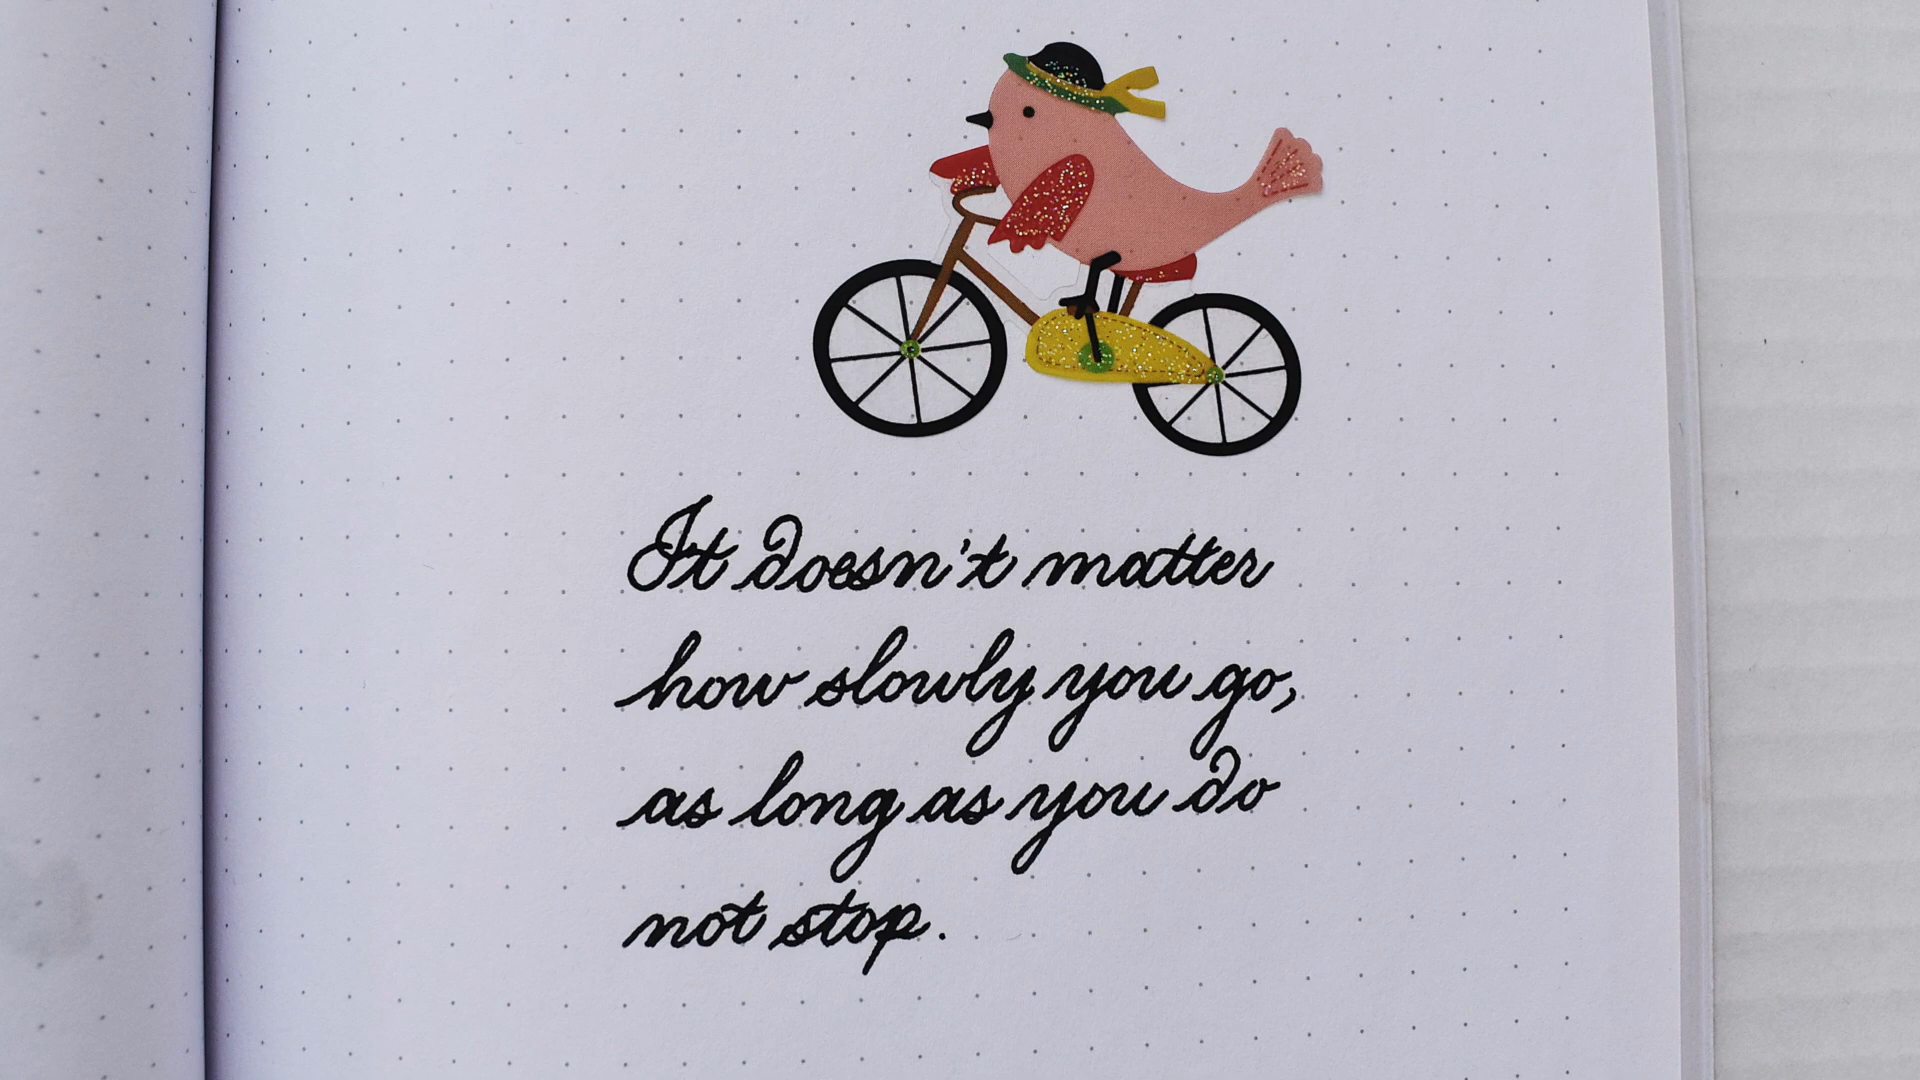 It doesn't matter
how slowly you go,
as long as you do
not stop.